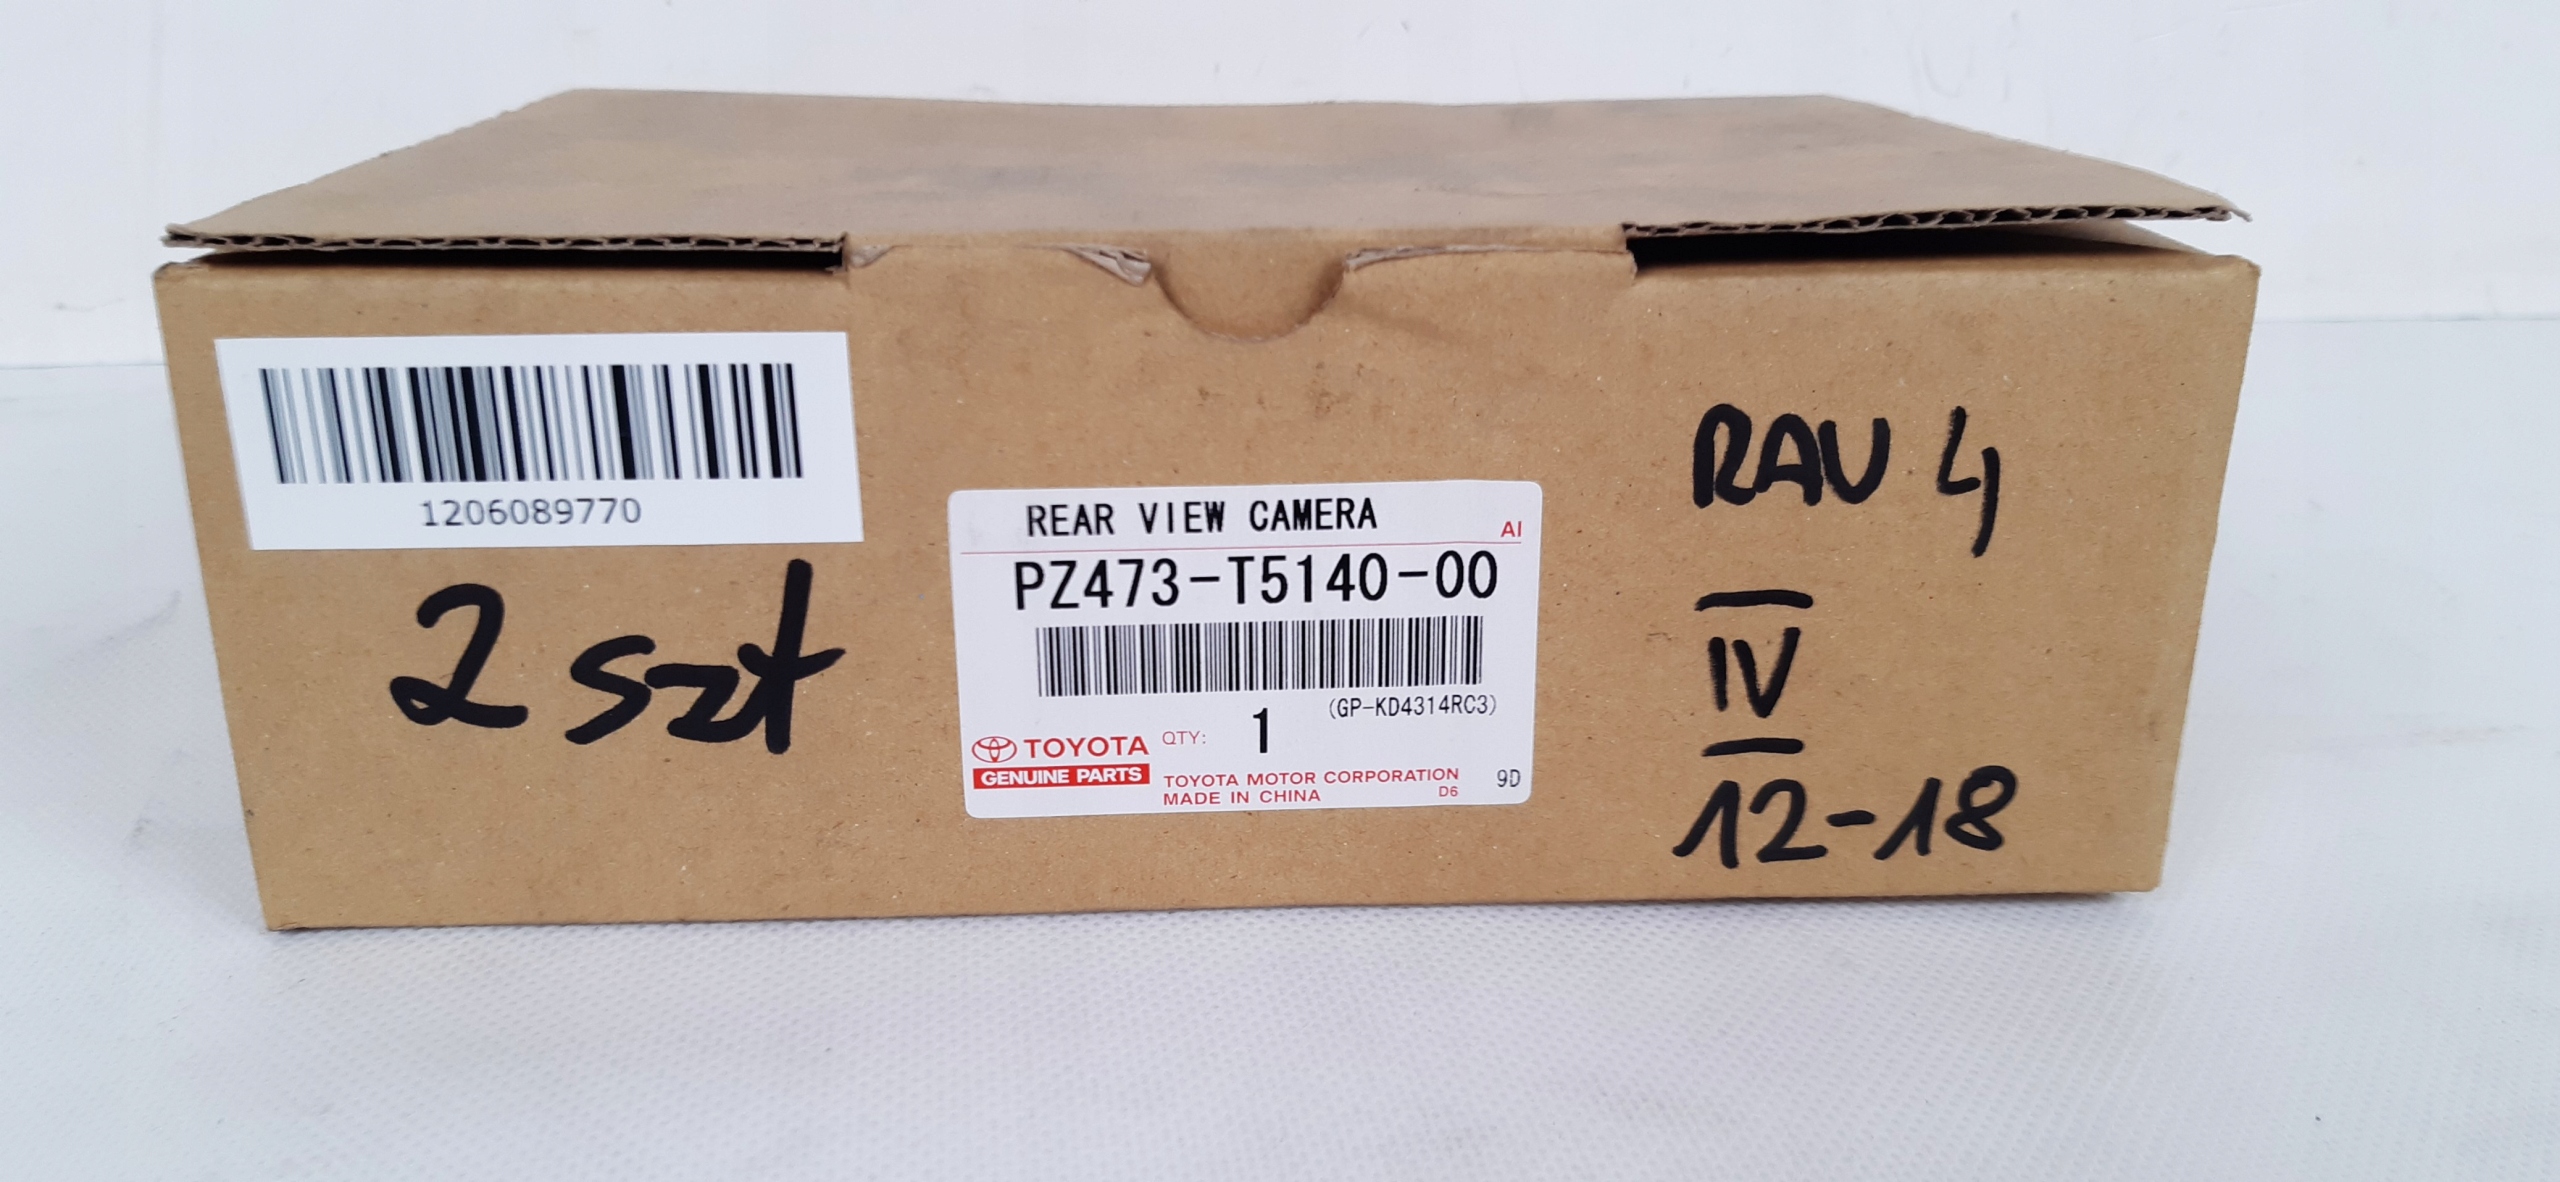 1206089770
2 szt
REAR VIEW CAMERA
AI
PZ473-T5140-00
(GP-KD4314RC3)
TOYOTA
GENUINE PARTS
QTY: 1
TOYOTA MOTOR CORPORATION
MADE IN CHINA
D6
9D
RAV 4
IV
12-18